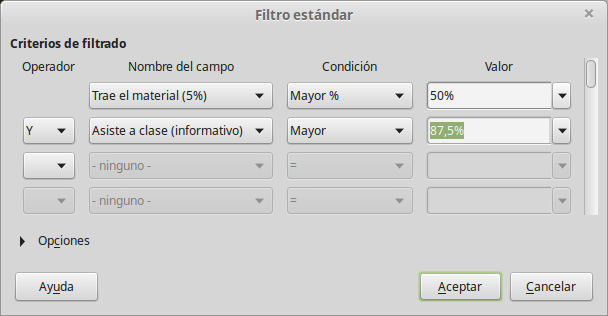 Filtro estándar
Criterios de filtrado
Operador Nombre del campo Condición Valor
Trae el material (5%) Mayor % 50%
Y Asiste a clase (informativo) Mayor 87,5%
- ninguno - =
- ninguno - =
Opciones
Ayuda Aceptar Cancelar